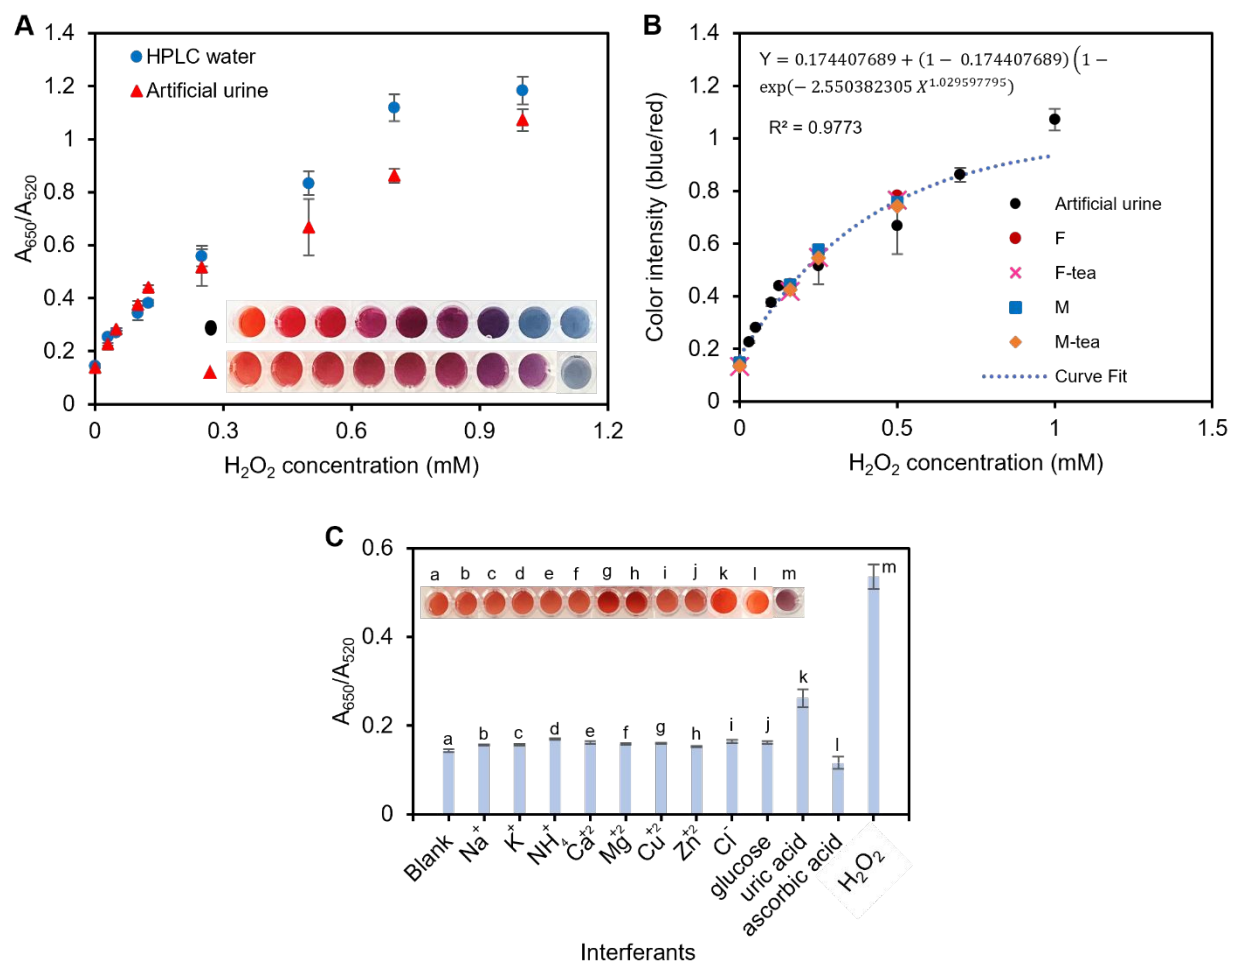 A
1.4
1.2
1
0.8
0.6
0.4
0.2
0
A650/A520
HPLC water
Artificial urine
0 0.3 0.6 0.9 1.2
H2O2 concentration (mM)
B
1.4
1.2
1
0.8
0.6
0.4
0.2
0
Color intensity (blue/red)
Y = 0.174407689 + (1 − 0.174407689) (1 −
exp(− 2.550382305 X^1.029597795)
R² = 0.9773
Artificial urine
F
F-tea
M
M-tea
Curve Fit
0 0.5 1 1.5
H2O2 concentration (mM)
C
0.6
0.4
0.2
0
A650/A520
a b c d e f g h i j k l m
a b c d e f g h i j k l m
Blank
Na+
K+
NH4+
Ca+2
Mg+2
Cu+2
Zn+2
Cl-
glucose
uric acid
ascorbic acid
H2O2
Interferants